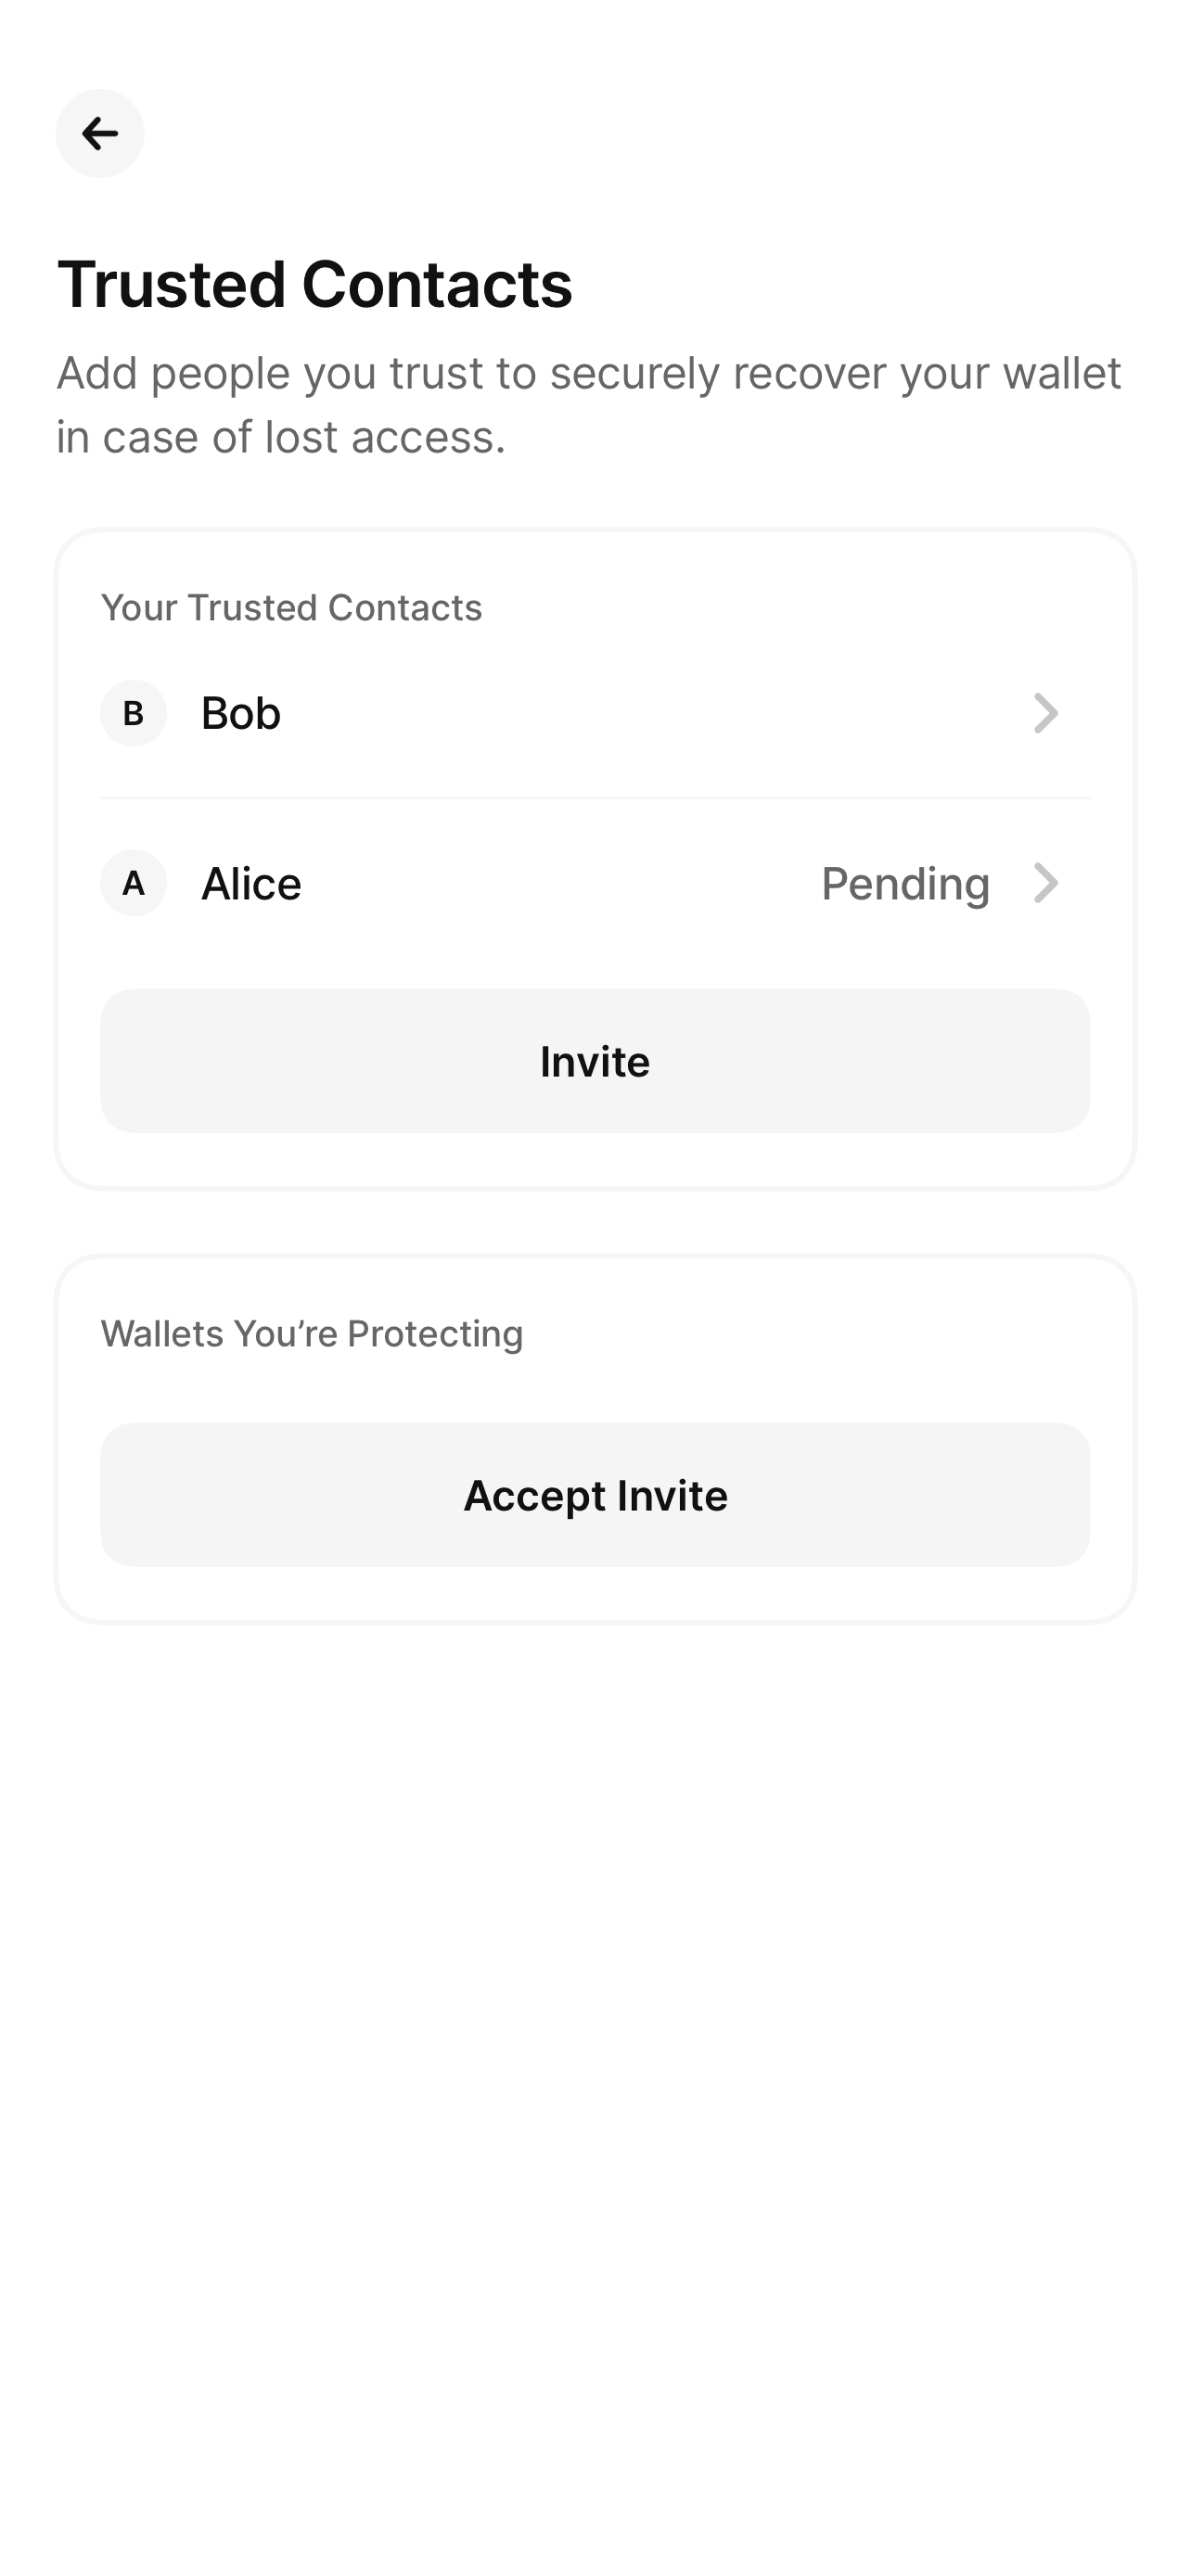 Trusted Contacts
Add people you trust to securely recover your wallet
in case of lost access.
Your Trusted Contacts
B Bob
A Alice Pending
Invite
Wallets You’re Protecting
Accept Invite